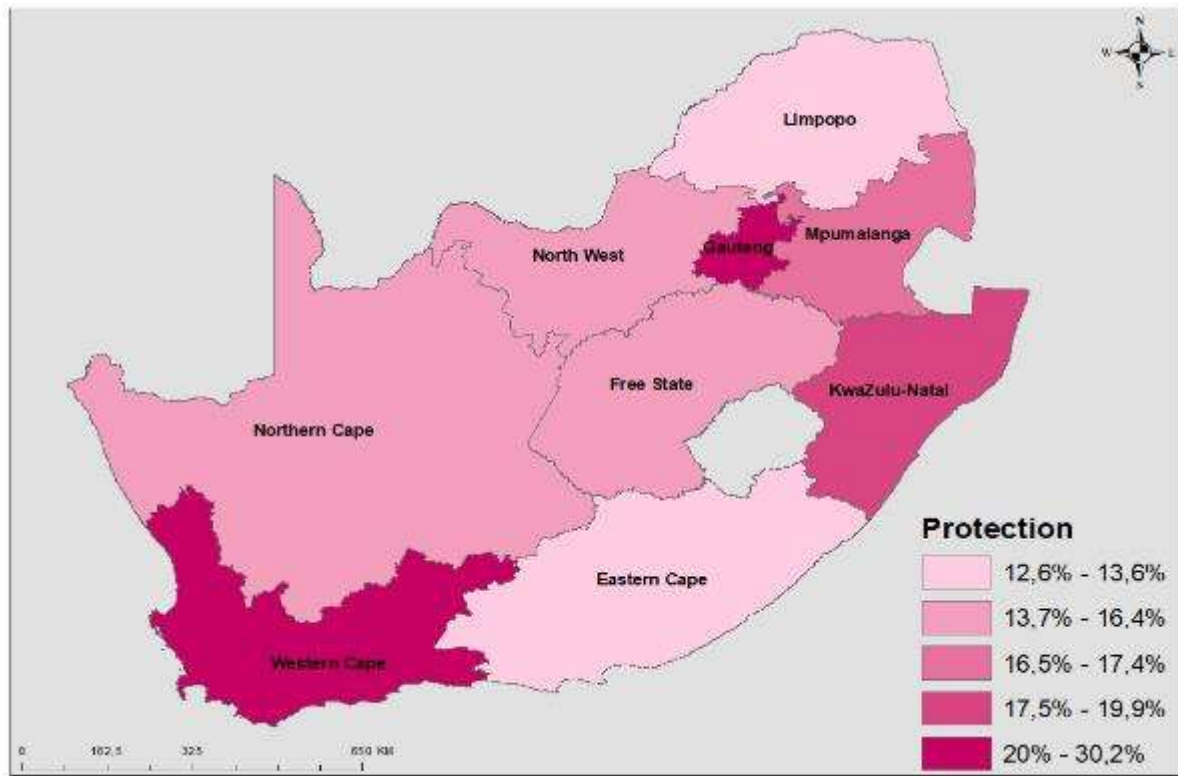 N
W
E
S
Limpopo
Mpumalanga
Gauteng
North West
Free State
KwaZulu-Natal
Northern Cape
Eastern Cape
Western Cape
Protection
12,6% - 13,6%
13,7% - 16,4%
16,5% - 17,4%
17,5% - 19,9%
20% - 30,2%
0 162,5 325 650 KM